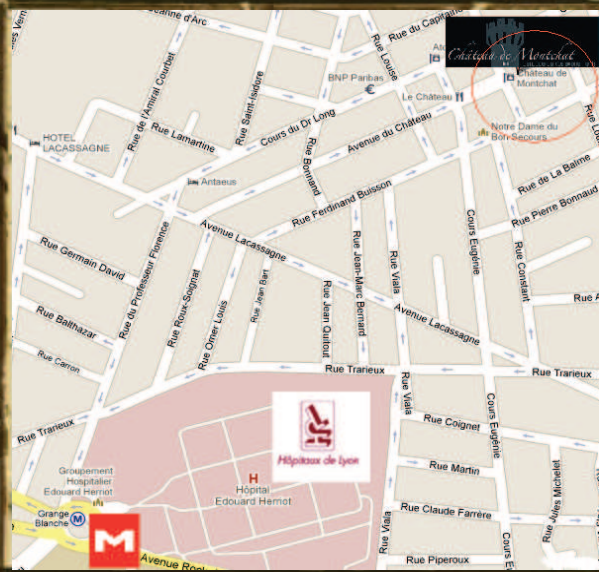 Rue du Capitaine
Rue Louise
Château de Montchat
BNP Paribas
€
Château de
Montchat
Le Château
Rue de l'Amiral Courbet
Rue Saint-Isidore
Cours du Dr Long
Avenue du Château
Notre Dame du
Bon Secours
Rue Lamartine
HOTEL
LACASSAGNE
Rue Bonnand
Antaeus
Rue de La Balme
Rue Pierre Bonnaud
Rue Ferdinand Buisson
Avenue Lacassagne
Rue du Professeur Florence
Rue Germain David
Rue Roux-Soignat
Rue Omer Louis
Rue Jean Bart
Rue Jean-Marc Bernard
Rue Viala
Cours Eugénie
Rue Constant
Rue Jean Quitout
Avenue Lacassagne
Rue Balthazar
Rue Carron
Rue Trarieux
Rue Trarieux
Rue Trarieux
Rue Viala
Rue Coignet
Cours Eugénie
Hôpitaux de Lyon
H
Hôpital
Edouard Herriot
Rue Martin
Rue Jules Michelet
Groupement
Hospitalier
Edouard Herriot
Grange
Blanche
M
M
Rue Claude Farrère
Rue Viala
Rue Piperoux